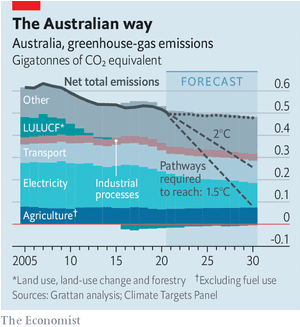 The Australian way
Australia, greenhouse-gas emissions
Gigatonnes of CO₂ equivalent
Net total emissions
FORECAST
Other
LULUCF*
Transport
Electricity
Agriculture†
Industrial
processes
2°C
Pathways
required
to reach: 1.5°C
0.6
0.5
0.4
0.3
0.2
0.1
0
-0.1
2005 10 15 20 25 30
*Land use, land-use change and forestry †Excluding fuel use
Sources: Grattan analysis; Climate Targets Panel
The Economist